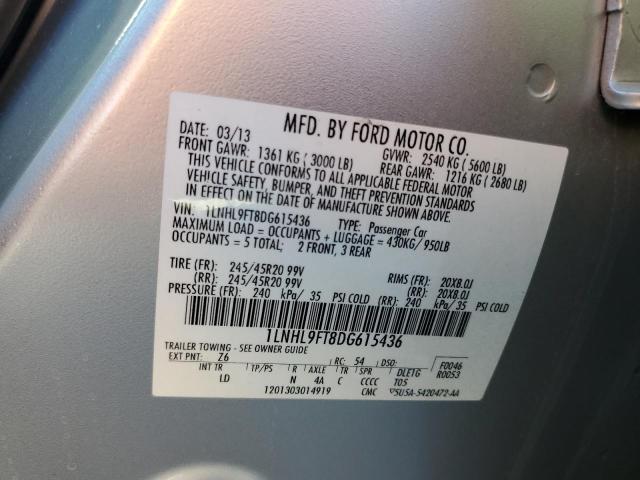 MFD. BY FORD MOTOR CO.
DATE: 03/13
GVWR: 2540 KG (5600 LB)
FRONT GAWR: 1361 KG (3000 LB)
REAR GAWR: 1216 KG (2680 LB)
THIS VEHICLE CONFORMS TO ALL APPLICABLE FEDERAL MOTOR
VEHICLE SAFETY, BUMPER, AND THEFT PREVENTION STANDARDS
IN EFFECT ON THE DATE OF MANUFACTURE SHOWN ABOVE.
VIN: 1LNHL9FT8DG615436 TYPE: Passenger Car
MAXIMUM LOAD = OCCUPANTS + LUGGAGE = 430KG/950LB
OCCUPANTS = 5 TOTAL; 2 FRONT, 3 REAR
TIRE (FR): 245/45R20 99V RIMS (FR): 20X8.0J
(RR): 245/45R20 99V (RR): 20X8.0J
PRESSURE (FR): 240 kPa/ 35 PSI COLD (RR): 240 kPa/ 35 PSI COLD
1LNHL9FT8DG615436
TRAILER TOWING - SEE OWNER GUIDE
EXT PNT: Z6 RC: 54 DSO: F0046
R0053
INT TR TP/PS R AXLE TR SPR DLETG
LD N 4A C CCCC T05
1201303014919 CMC ▽5U5A-5420472-AA